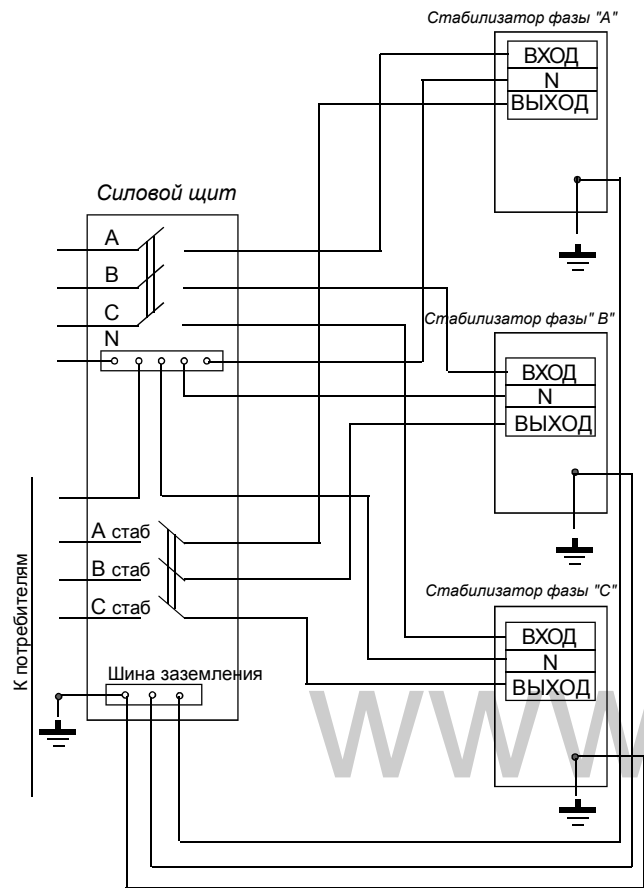 Стабилизатор фазы "А"
ВХОД
N
ВЫХОД
Силовой щит
A
B
C
N
Стабилизатор фазы" В"
ВХОД
N
ВЫХОД
А стаб
В стаб
С стаб
К потребителям
Стабилизатор фазы "С"
ВХОД
N
ВЫХОД
Шина заземления
www